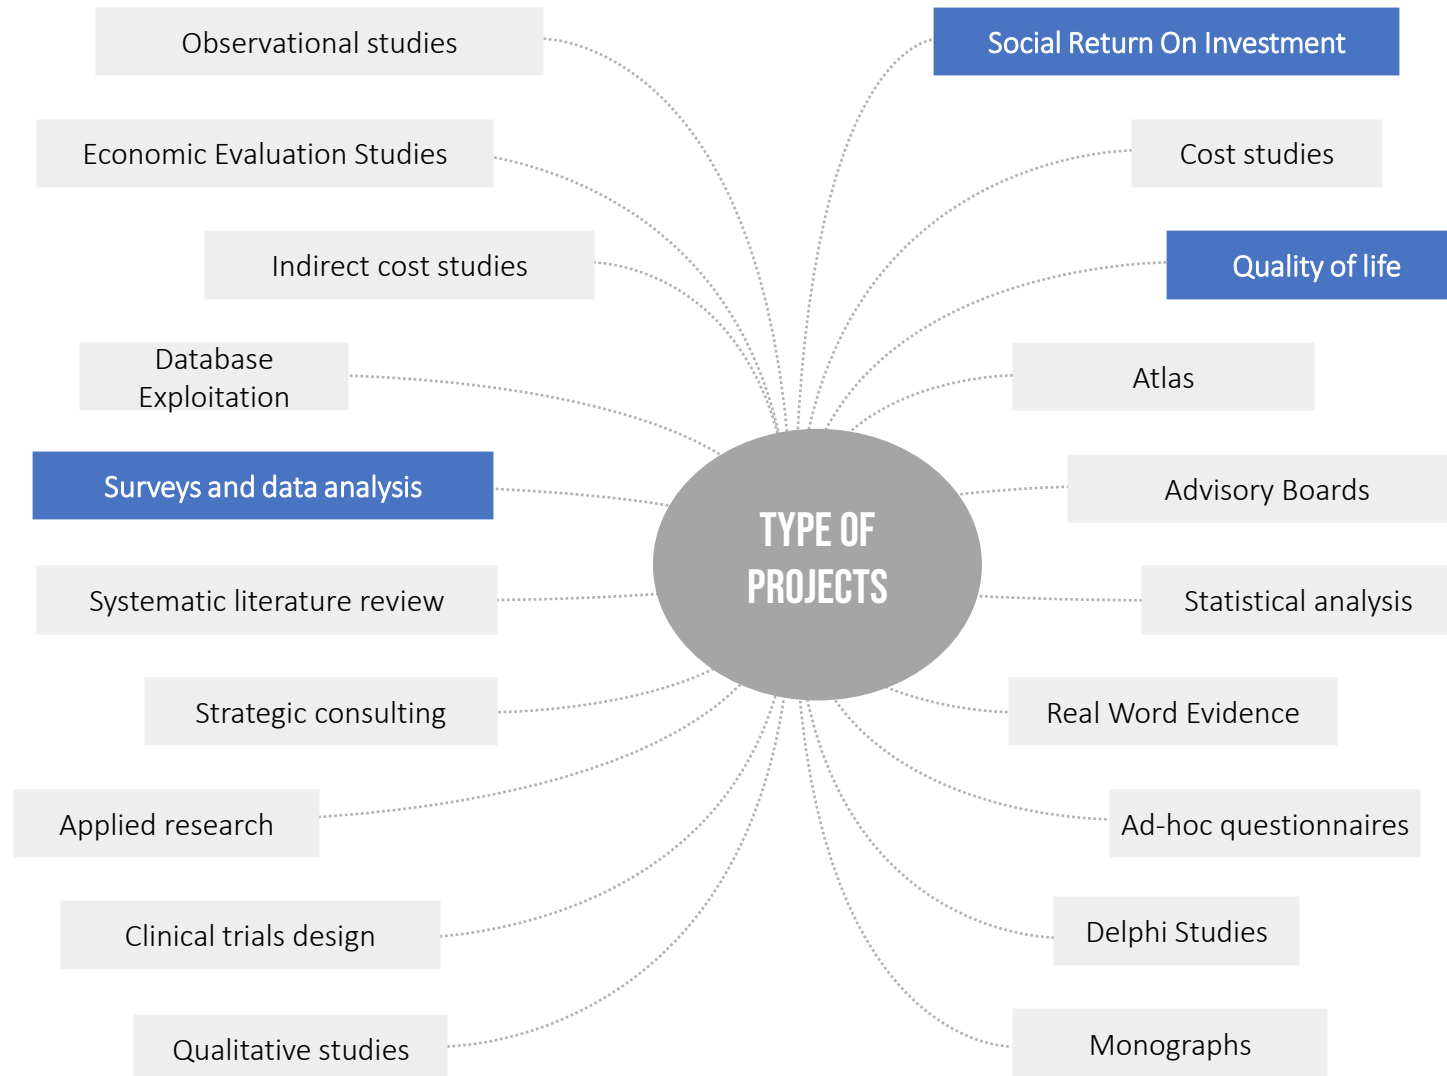 Observational studies
Economic Evaluation Studies
Indirect cost studies
Database
Exploitation
Surveys and data analysis
Systematic literature review
Strategic consulting
Applied research
Clinical trials design
Qualitative studies
TYPE OF
PROJECTS
Social Return On Investment
Cost studies
Quality of life
Atlas
Advisory Boards
Statistical analysis
Real Word Evidence
Ad-hoc questionnaires
Delphi Studies
Monographs